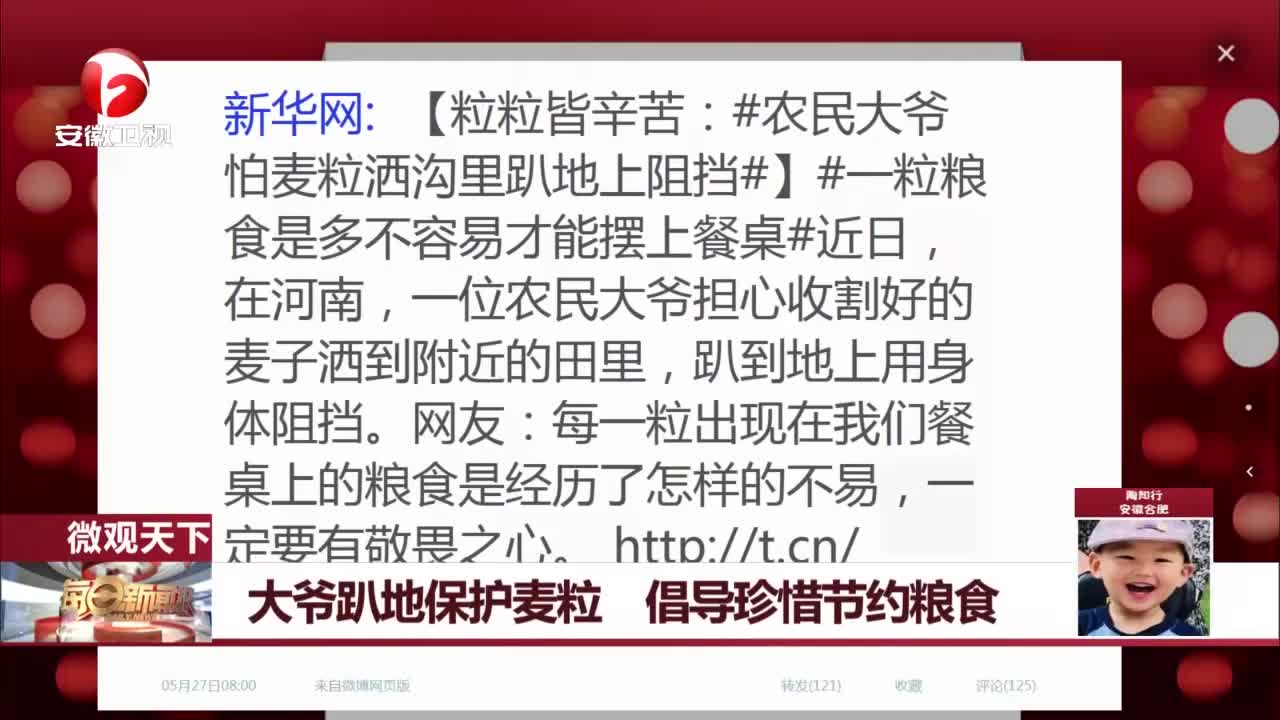 安徽卫视
新华网:【粒粒皆辛苦：#农民大爷
怕麦粒洒沟里趴地上阻挡#】#一粒粮
食是多不容易才能摆上餐桌#近日，
在河南，一位农民大爷担心收割好的
麦子洒到附近的田里，趴到地上用身
体阻挡。网友：每一粒出现在我们餐
桌上的粮食是经历了怎样的不易，一
定要有敬畏之心。 http://t.cn/
陶知行
安徽合肥
微观天下
每日新闻报
大爷趴地保护麦粒 倡导珍惜节约粮食
05月27日08:00 来自微博网页版 转发(121) 收藏 评论(125)